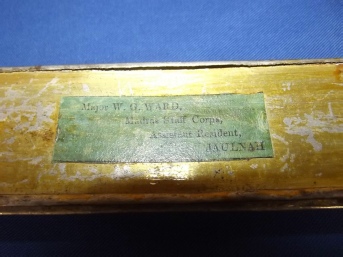 Major W. G. WARD,
Madras Staff Corps,
Assistant Resident,
JAULNAH